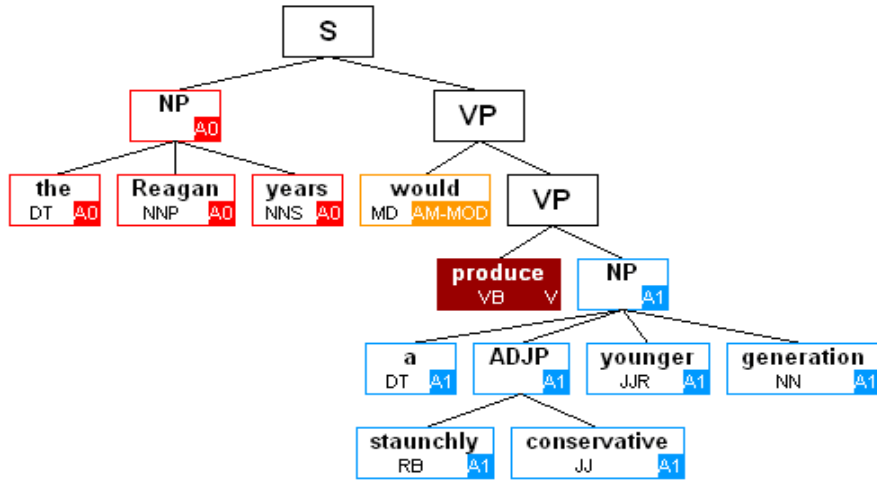 S
NP
A0
VP
the
DT A0
Reagan
NNP A0
years
NNS A0
would
MD AM-MOD
VP
produce
VB V
NP
A1
a
DT A1
ADJP
A1
younger
JJR A1
generation
NN A1
staunchly
RB A1
conservative
JJ A1